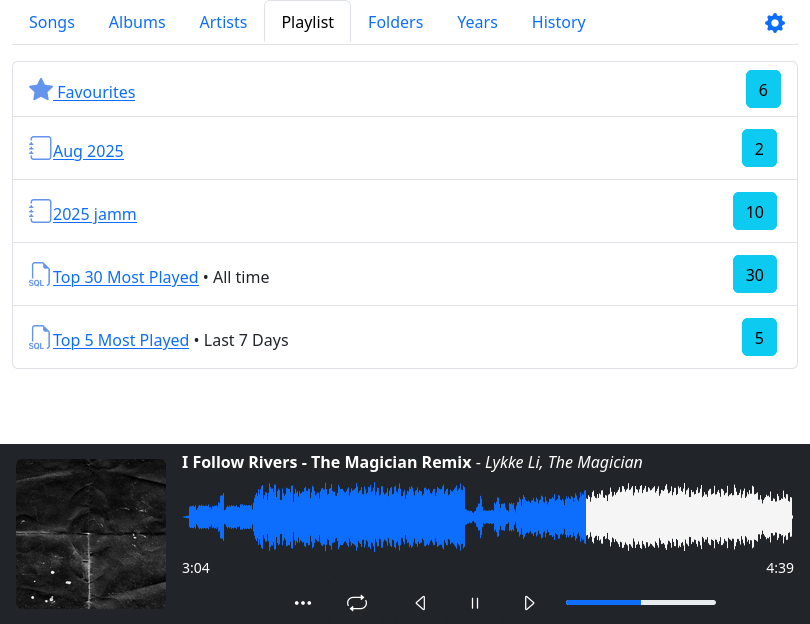 Songs Albums Artists Playlist Folders Years History
Favourites 6
Aug 2025 2
2025 jamm 10
SQL Top 30 Most Played • All time 30
SQL Top 5 Most Played • Last 7 Days 5
I Follow Rivers - The Magician Remix - Lykke Li, The Magician
3:04 4:39